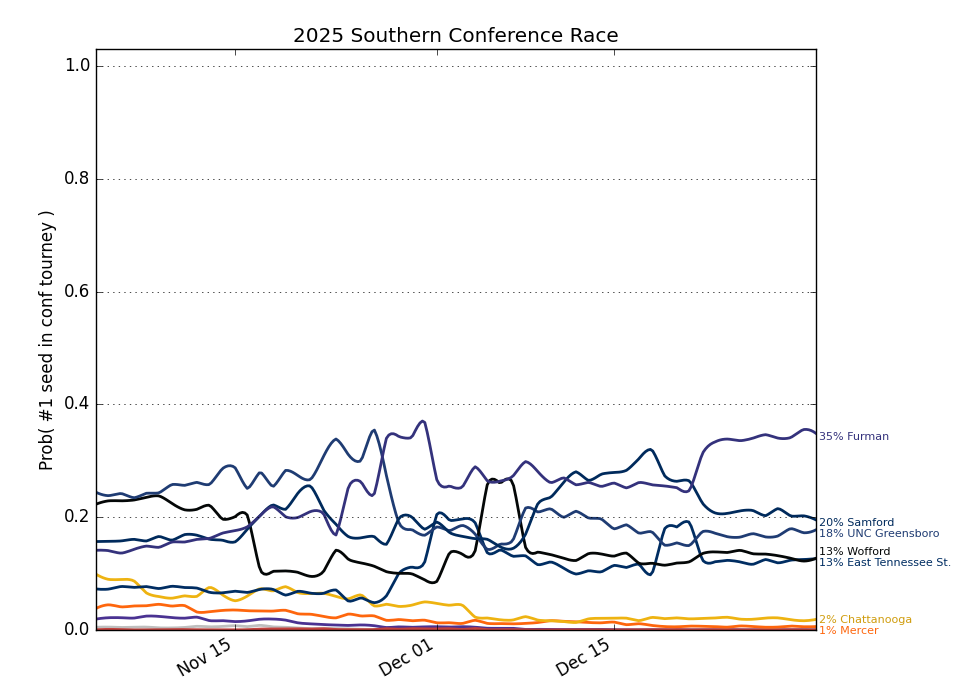 2025 Southern Conference Race
Prob( #1 seed in conf tourney )
1.0
0.8
0.6
0.4
0.2
0.0
Nov 15
Dec 01
Dec 15
35% Furman
20% Samford
18% UNC Greensboro
13% Wofford
13% East Tennessee St.
2% Chattanooga
1% Mercer